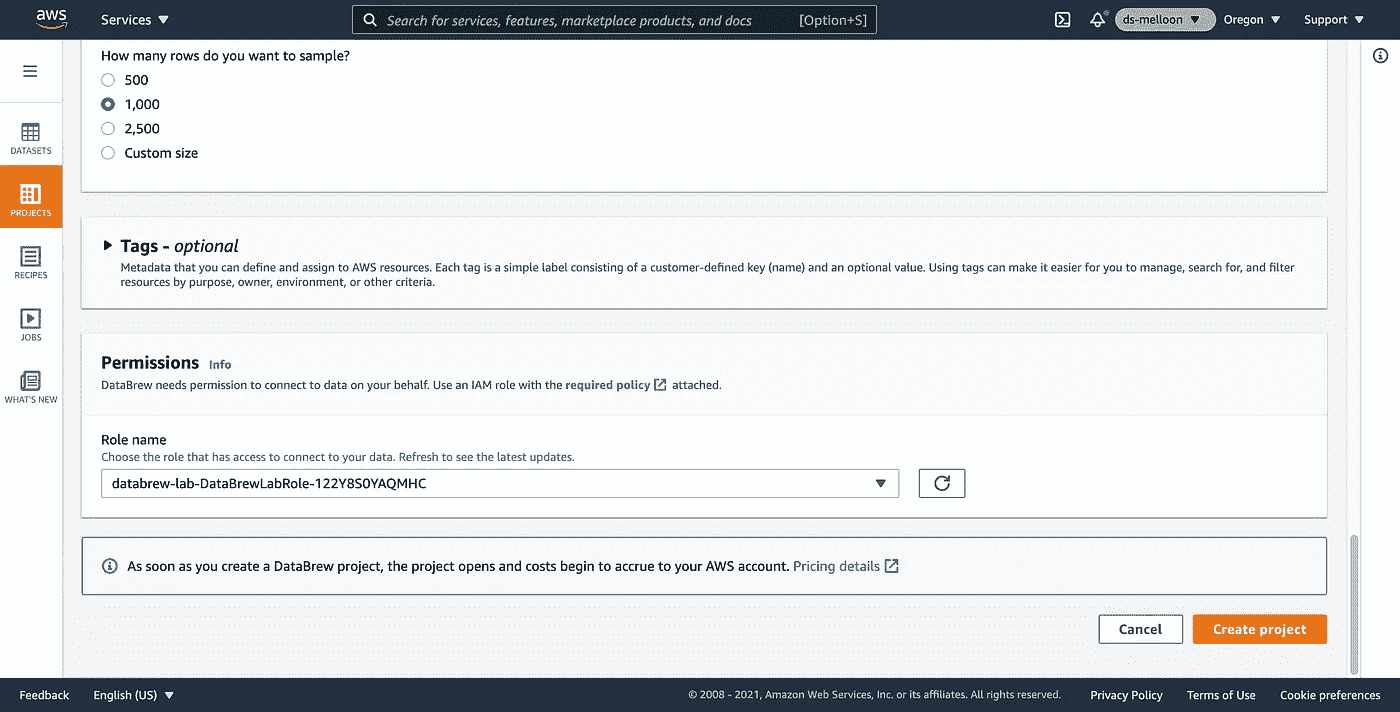 aws Services Search for services, features, marketplace products, and docs [Option+S] ds-melloon Oregon Support
How many rows do you want to sample?
500
1,000
2,500
Custom size
DATASETS
PROJECTS
RECIPES
JOBS
WHAT'S NEW
Tags - optional
Metadata that you can define and assign to AWS resources. Each tag is a simple label consisting of a customer-defined key (name) and an optional value. Using tags can make it easier for you to manage, search for, and filter
resources by purpose, owner, environment, or other criteria.
Permissions Info
DataBrew needs permission to connect to data on your behalf. Use an IAM role with the required policy attached.
Role name
Choose the role that has access to connect to your data. Refresh to see the latest updates.
databrew-lab-DataBrewLabRole-122Y8S0YAQMHC
As soon as you create a DataBrew project, the project opens and costs begin to accrue to your AWS account. Pricing details
Cancel Create project
Feedback English (US) © 2008 - 2021, Amazon Web Services, Inc. or its affiliates. All rights reserved. Privacy Policy Terms of Use Cookie preferences